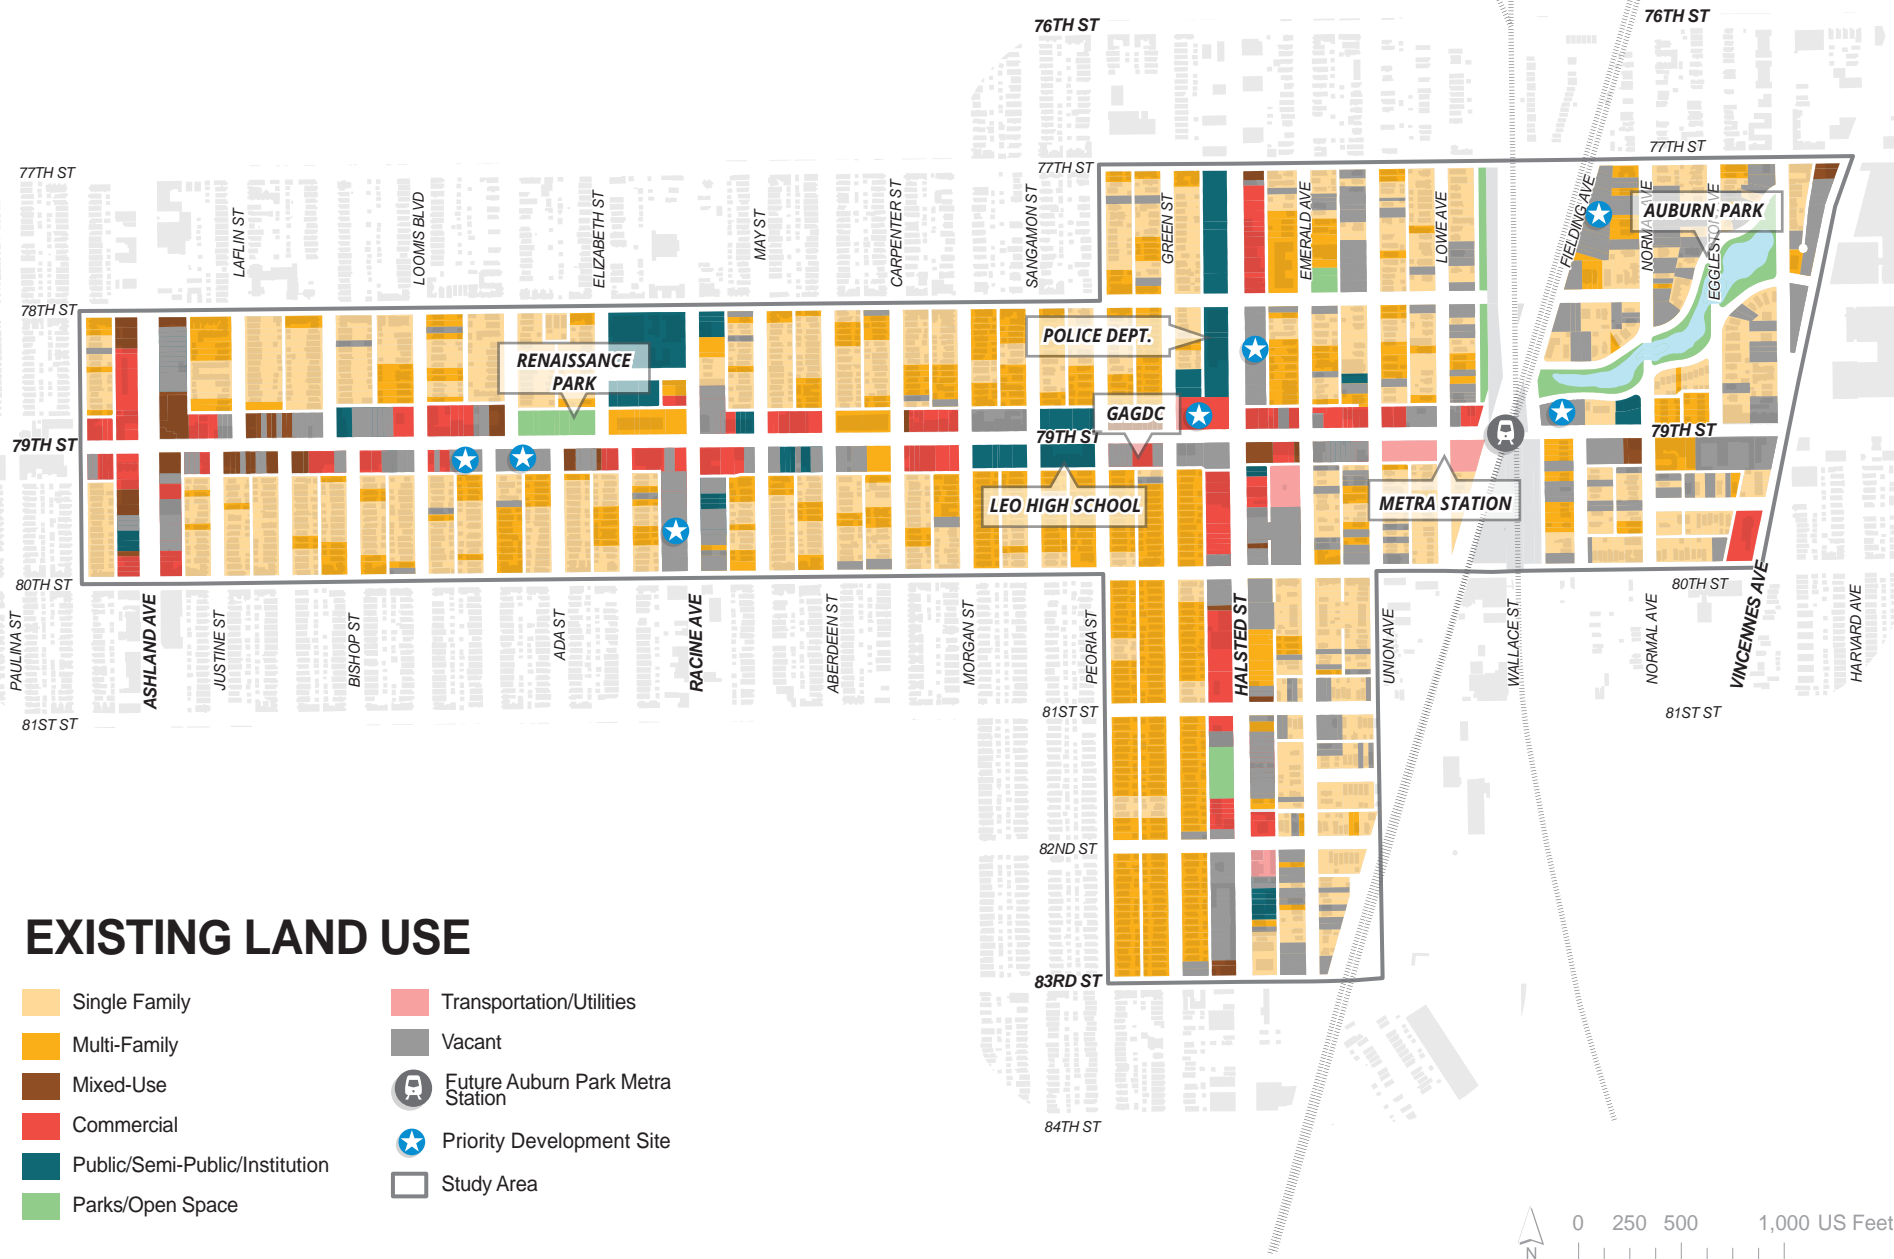 76TH ST
76TH ST
77TH ST
77TH ST
77TH ST
LAFLIN ST
LOOMIS BLVD
ELIZABETH ST
MAY ST
CARPENTER ST
SANGAMON ST
GREEN ST
EMERALD AVE
LOWE AVE
FIELDING AVE
EGGLESTON AVE
AUBURN PARK
78TH ST
POLICE DEPT.
RENAISSANCE
PARK
GAGDC
79TH ST
79TH ST
79TH ST
LEO HIGH SCHOOL
METRA STATION
80TH ST
80TH ST
PAULINA ST
ASHLAND AVE
JUSTINE ST
BISHOP ST
ADA ST
RACINE AVE
ABERDEEN ST
MORGAN ST
PEORIA ST
HALSTED ST
UNION AVE
WALLACE ST
NORMAL AVE
VINCENNES AVE
HARVARD AVE
81ST ST
81ST ST
81ST ST
82ND ST
83RD ST
84TH ST
EXISTING LAND USE
Single Family
Multi-Family
Mixed-Use
Commercial
Public/Semi-Public/Institution
Parks/Open Space
Transportation/Utilities
Vacant
Future Auburn Park Metra
Station
Priority Development Site
Study Area
N
0 250 500 1,000 US Feet